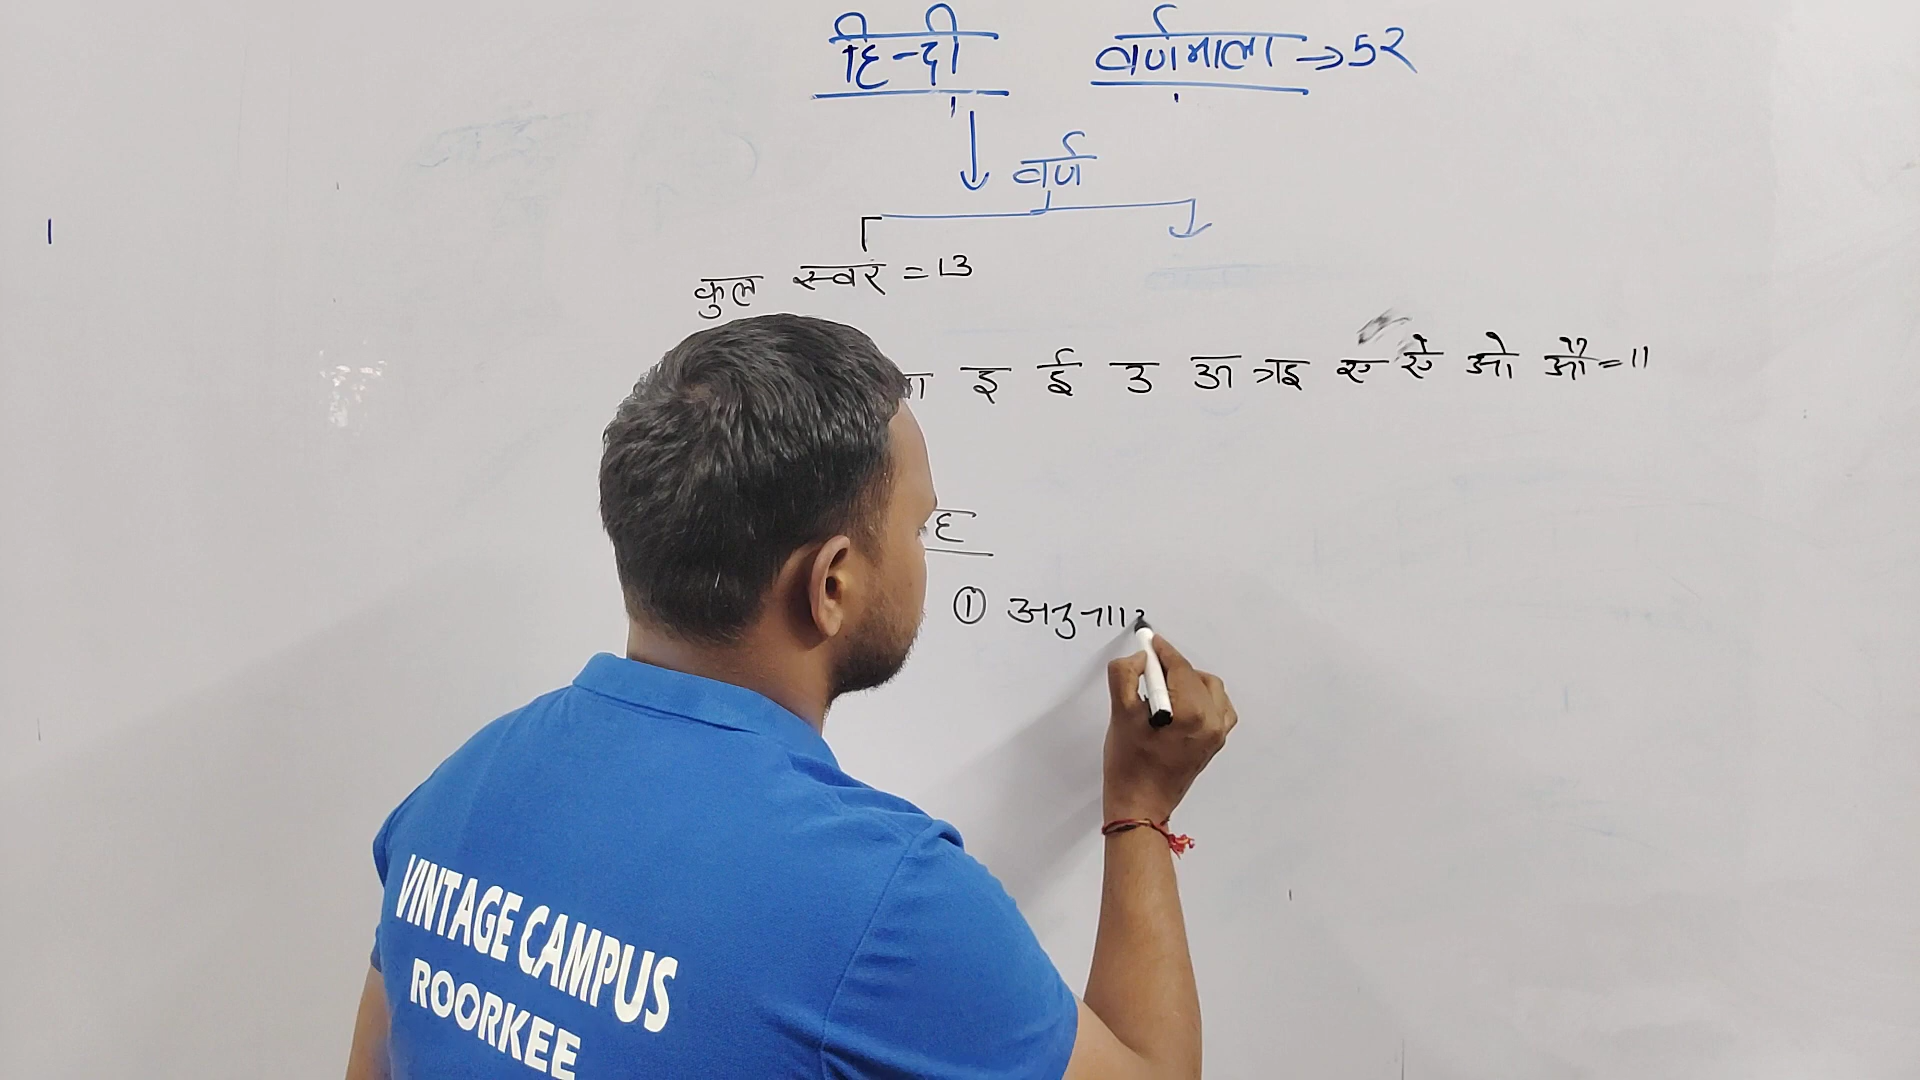 हिन्दी वर्णमाला → 52
वर्ण
कुल स्वर = 13
इ ई उ ऊ ऋ ए ऐ ओ औ = 11
① अनुना
VINTAGE CAMPUS
ROORKEE